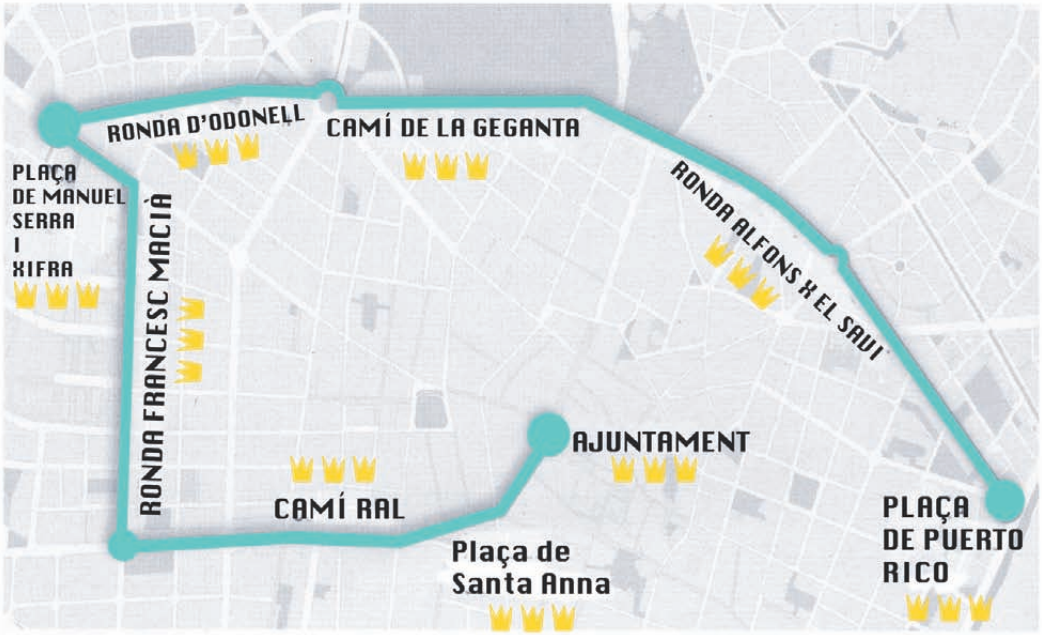 RONDA D'ODONELL
CAMÍ DE LA GEGANTA
PLAÇA
DE MANUEL
SERRA
I
XIFRA
RONDA FRANCESC MACIÀ
RONDA ALFONS X EL SAVI
CAMÍ RAL
AJUNTAMENT
Plaça de
Santa Anna
PLAÇA
DE PUERTO
RICO